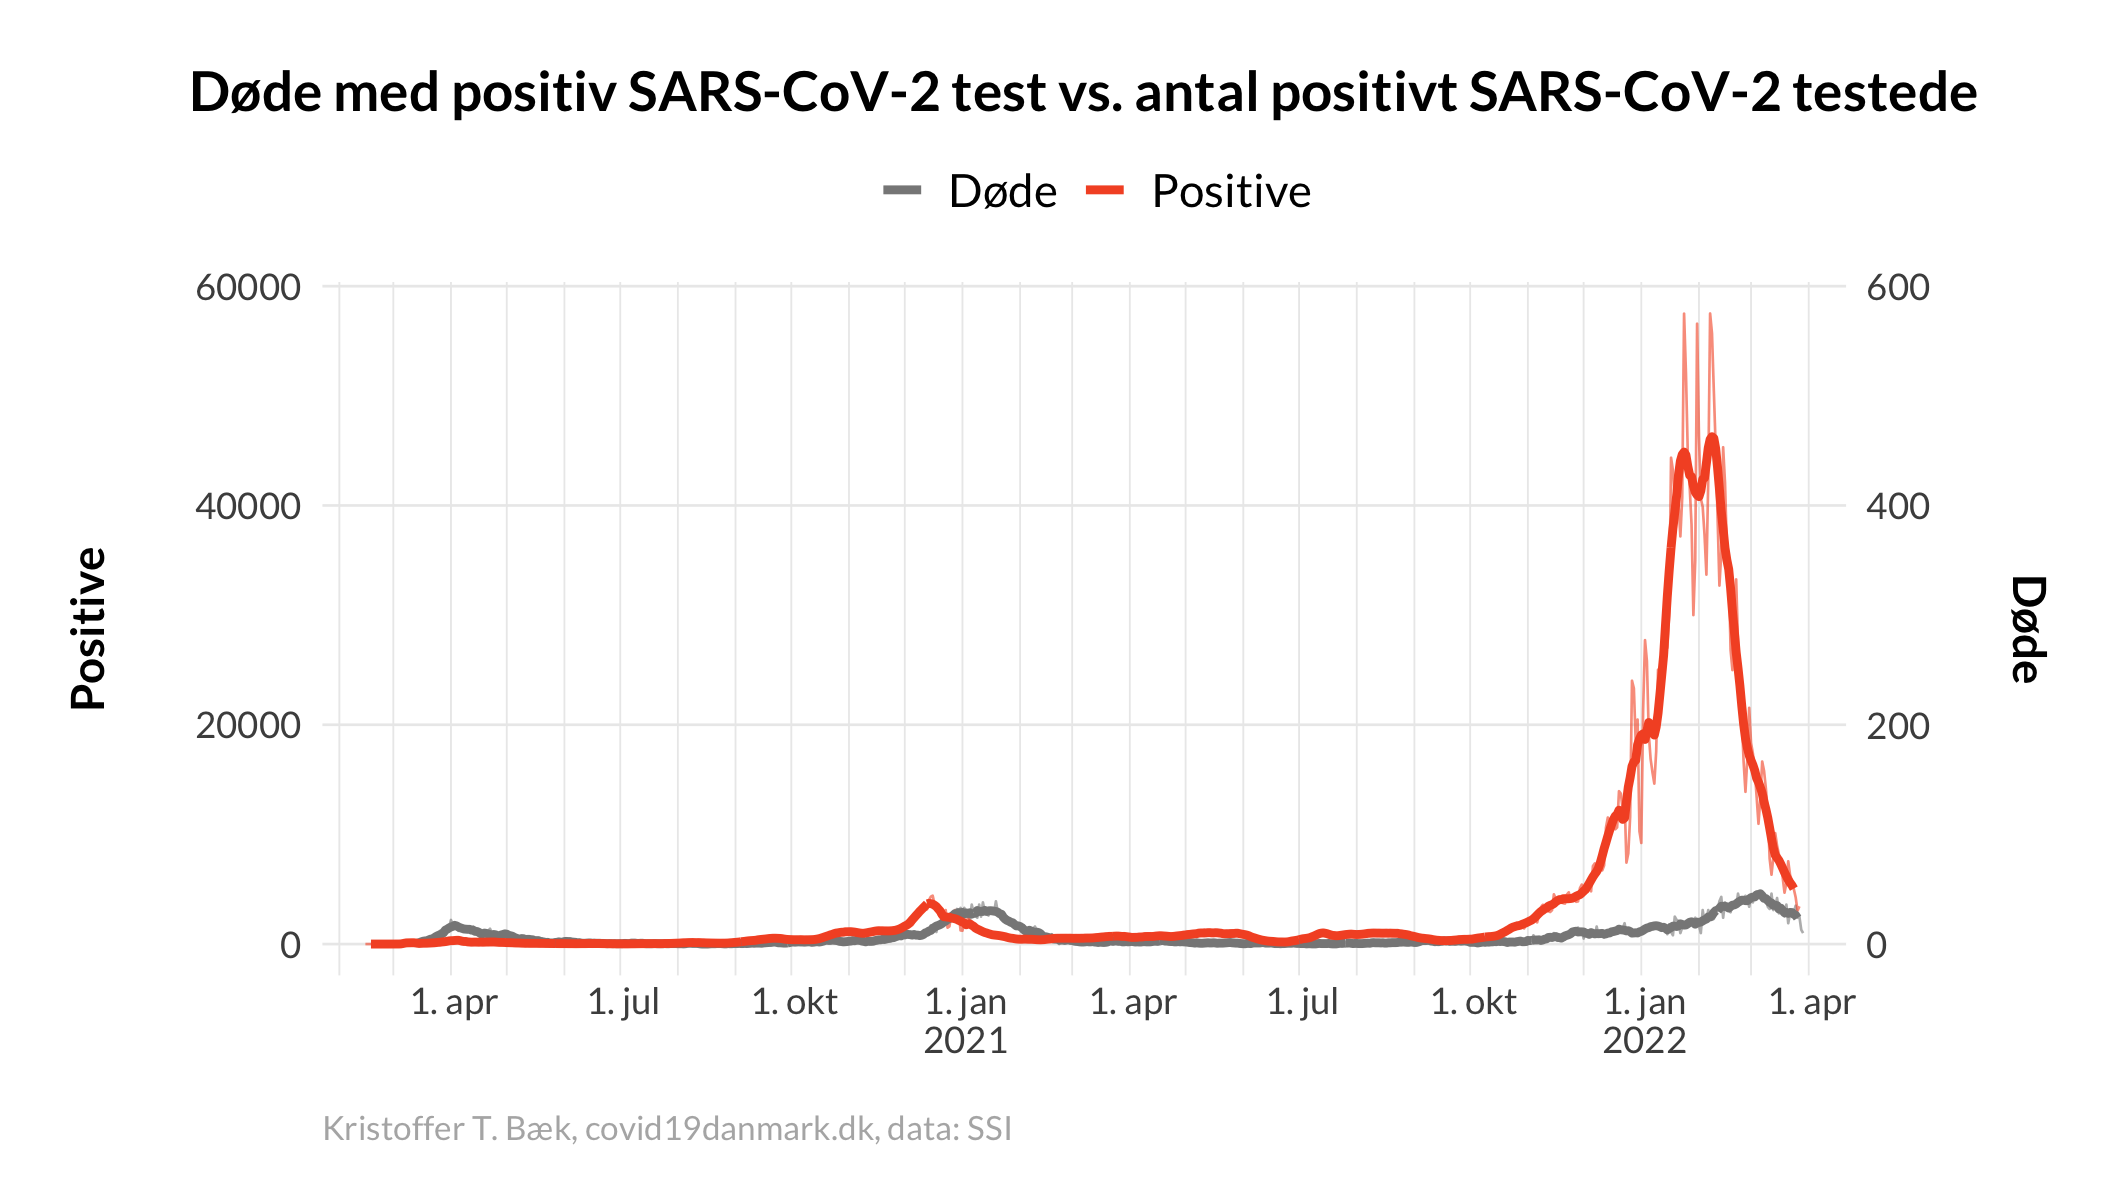 Døde med positiv SARS-CoV-2 test vs. antal positivt SARS-CoV-2 testede
Døde Positive
60000 600
40000 400
20000 200
0 0
Positive
Døde
1. apr 1. jul 1. okt 1. jan 1. apr 1. jul 1. okt 1. jan 1. apr
2021 2022
Kristoffer T. Bæk, covid19danmark.dk, data: SSI